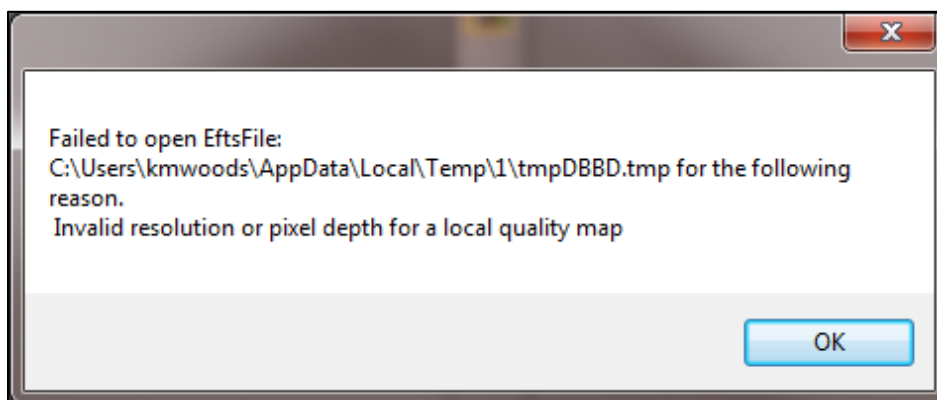 Failed to open EftsFile:
C:\Users\kmwoods\AppData\Local\Temp\1\tmpDBBD.tmp for the following
reason.
Invalid resolution or pixel depth for a local quality map
OK